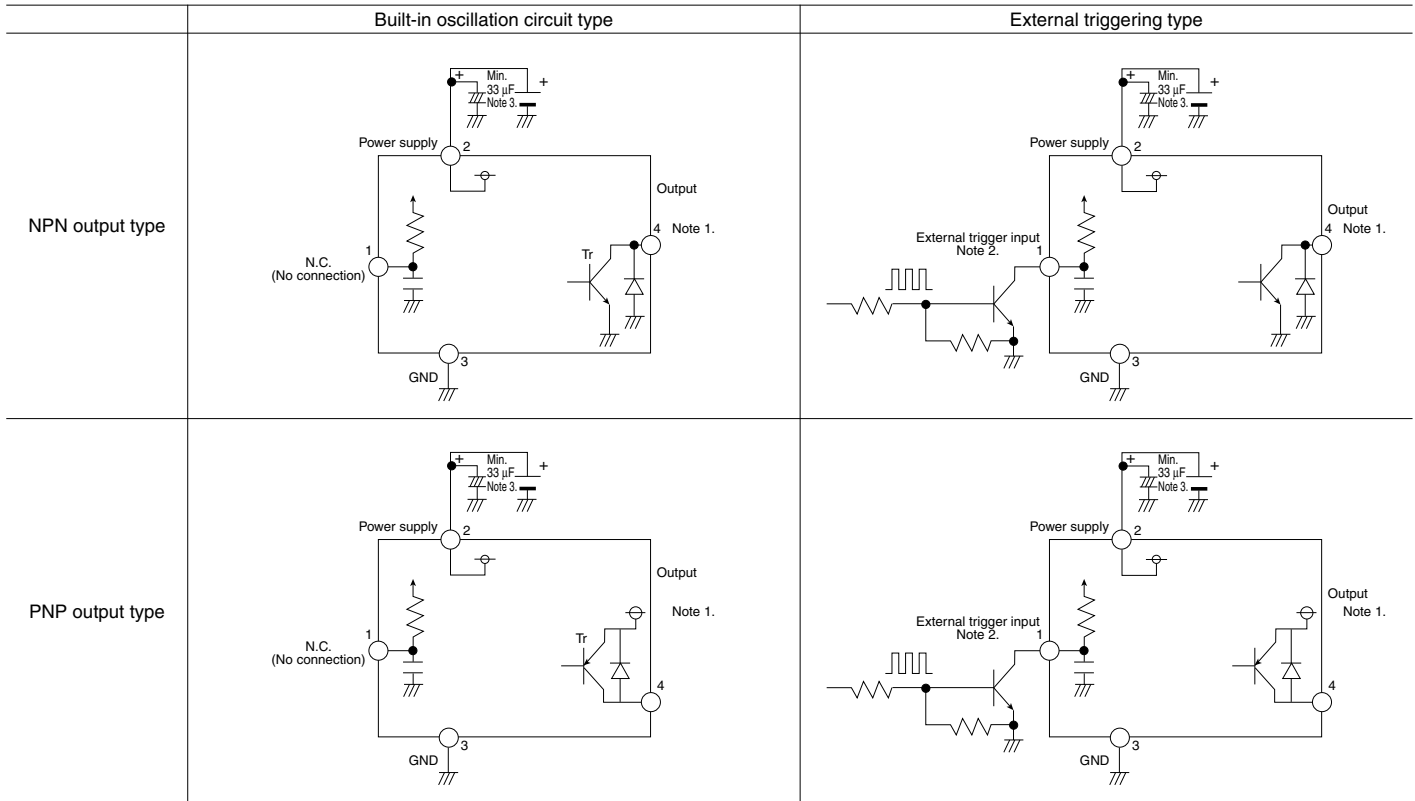 Built-in oscillation circuit type
External triggering type
NPN output type
+
Min.
33 µF
Note 3.
+
Power supply
2
Output
4
Note 1.
1
N.C.
(No connection)
Tr
3
GND
+
Min.
33 µF
Note 3.
+
Power supply
2
Output
4
Note 1.
External trigger input
Note 2.
1
3
GND
PNP output type
+
Min.
33 µF
Note 3.
+
Power supply
2
Output
Note 1.
1
N.C.
(No connection)
Tr
4
3
GND
+
Min.
33 µF
Note 3.
+
Power supply
2
Output
Note 1.
External trigger input
Note 2.
1
4
3
GND